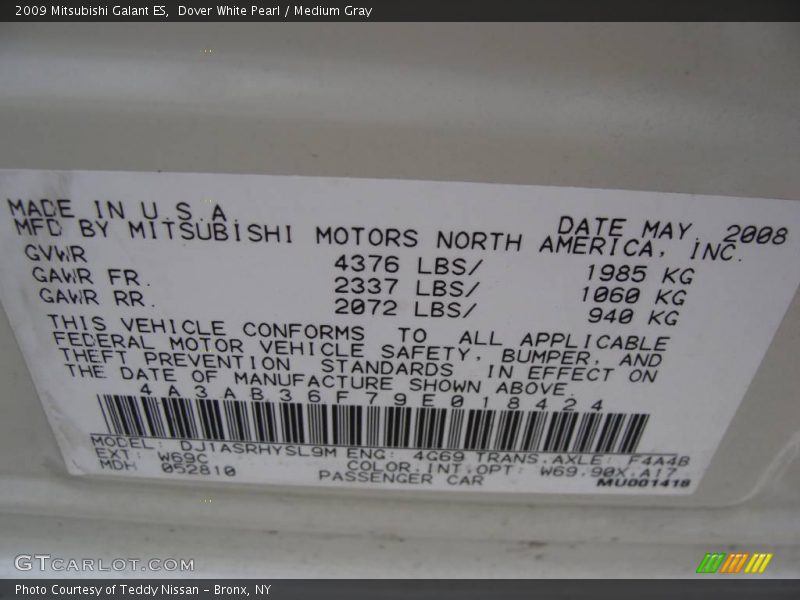 2009 Mitsubishi Galant ES,  Dover White Pearl / Medium Gray
MADE IN U.S.A. DATE MAY, 2008
MFD BY MITSUBISHI MOTORS NORTH AMERICA, INC.
GVWR 4376 LBS/ 1985 KG
GAWR FR. 2337 LBS/ 1060 KG
GAWR RR. 2072 LBS/ 940 KG
THIS VEHICLE CONFORMS TO ALL APPLICABLE
FEDERAL MOTOR VEHICLE SAFETY, BUMPER, AND
THEFT PREVENTION STANDARDS IN EFFECT ON
THE DATE OF MANUFACTURE SHOWN ABOVE.
4A3AB36F79E018424
MODEL: DJ1ASRHYSL9M ENG: 4G69 TRANS.AXLE: F4A4B
EXT: W69C COLOR.INT.OPT: W69.90X.A17
MDH 052810 PASSENGER CAR MU001418
GTCARLOT.COM
Photo Courtesy of Teddy Nissan - Bronx, NY